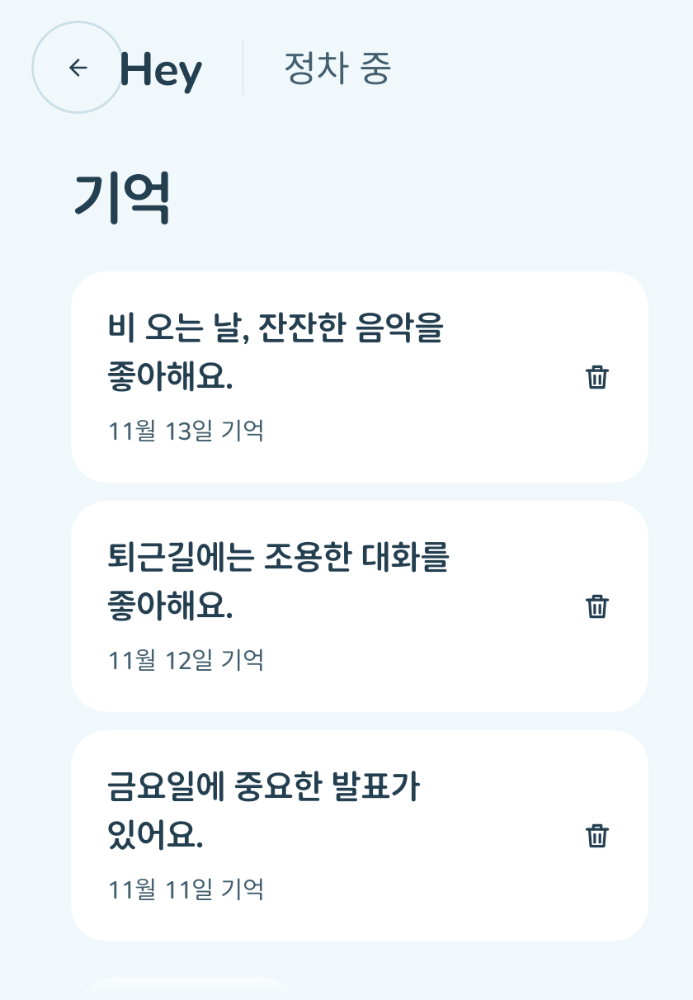 Hey
정차 중
기억
비 오는 날, 잔잔한 음악을
좋아해요.
11월 13일 기억
퇴근길에는 조용한 대화를
좋아해요.
11월 12일 기억
금요일에 중요한 발표가
있어요.
11월 11일 기억